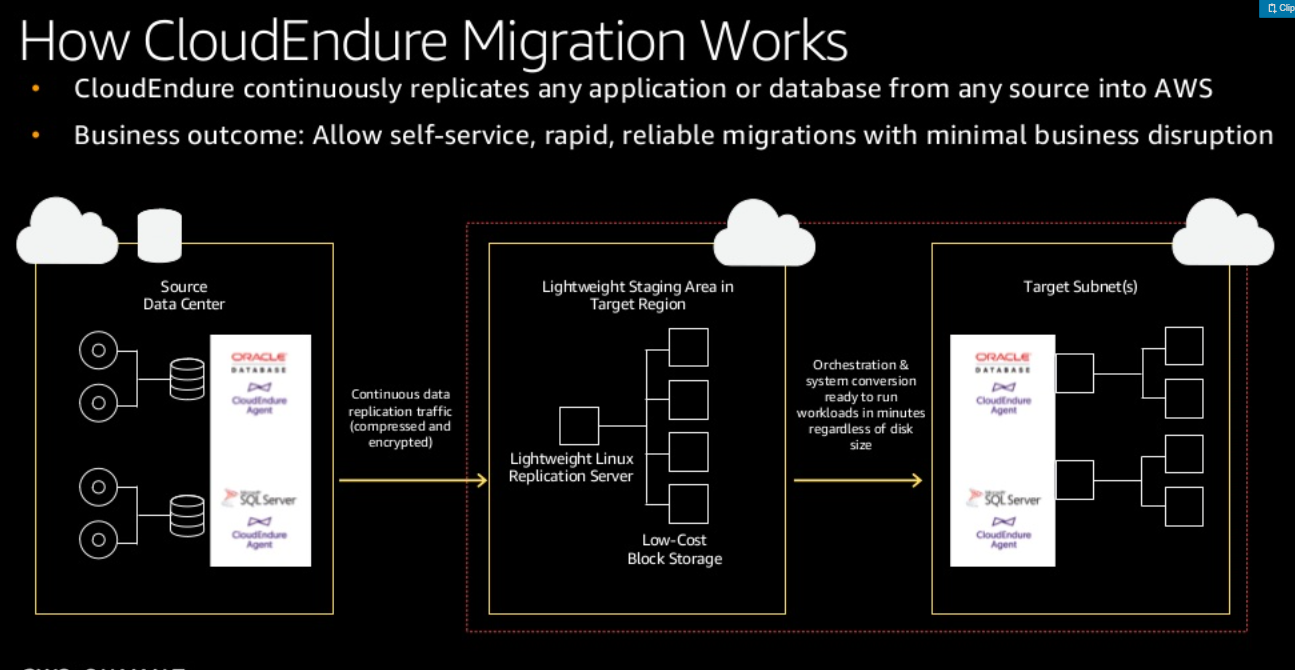 Clip
How CloudEndure Migration Works
• CloudEndure continuously replicates any application or database from any source into AWS
• Business outcome: Allow self-service, rapid, reliable migrations with minimal business disruption
Source
Data Center
ORACLE
DATABASE
CloudEndure
Agent
Microsoft
SQL Server
CloudEndure
Agent
Continuous data
replication traffic
(compressed and
encrypted)
Lightweight Staging Area in
Target Region
Lightweight Linux
Replication Server
Low-Cost
Block Storage
Orchestration &
system conversion
ready to run
workloads in minutes
regardless of disk
size
Target Subnet(s)
ORACLE
DATABASE
CloudEndure
Agent
Microsoft
SQL Server
CloudEndure
Agent